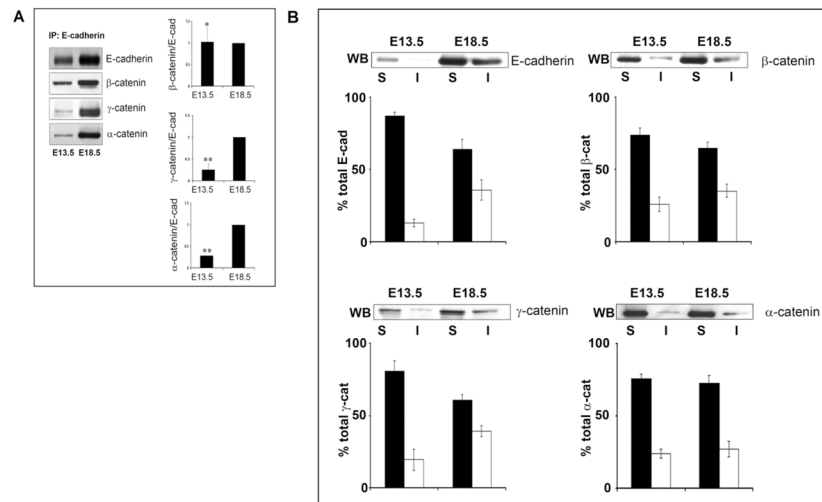 A
IP: E-cadherin
E-cadherin
β-catenin
γ-catenin
α-catenin
E13.5 E18.5
β-catenin/E-cad
*
E13.5 E18.5
γ-catenin/E-cad
**
E13.5 E18.5
α-catenin/E-cad
**
E13.5 E18.5
B
E13.5 E18.5
WB E-cadherin
S I S I
% total E-cad
100
50
0
E13.5 E18.5
WB β-catenin
S I S I
% total β-cat
100
50
0
E13.5 E18.5
WB γ-catenin
S I S I
% total γ-cat
100
50
0
E13.5 E18.5
WB α-catenin
S I S I
% total α-cat
100
50
0